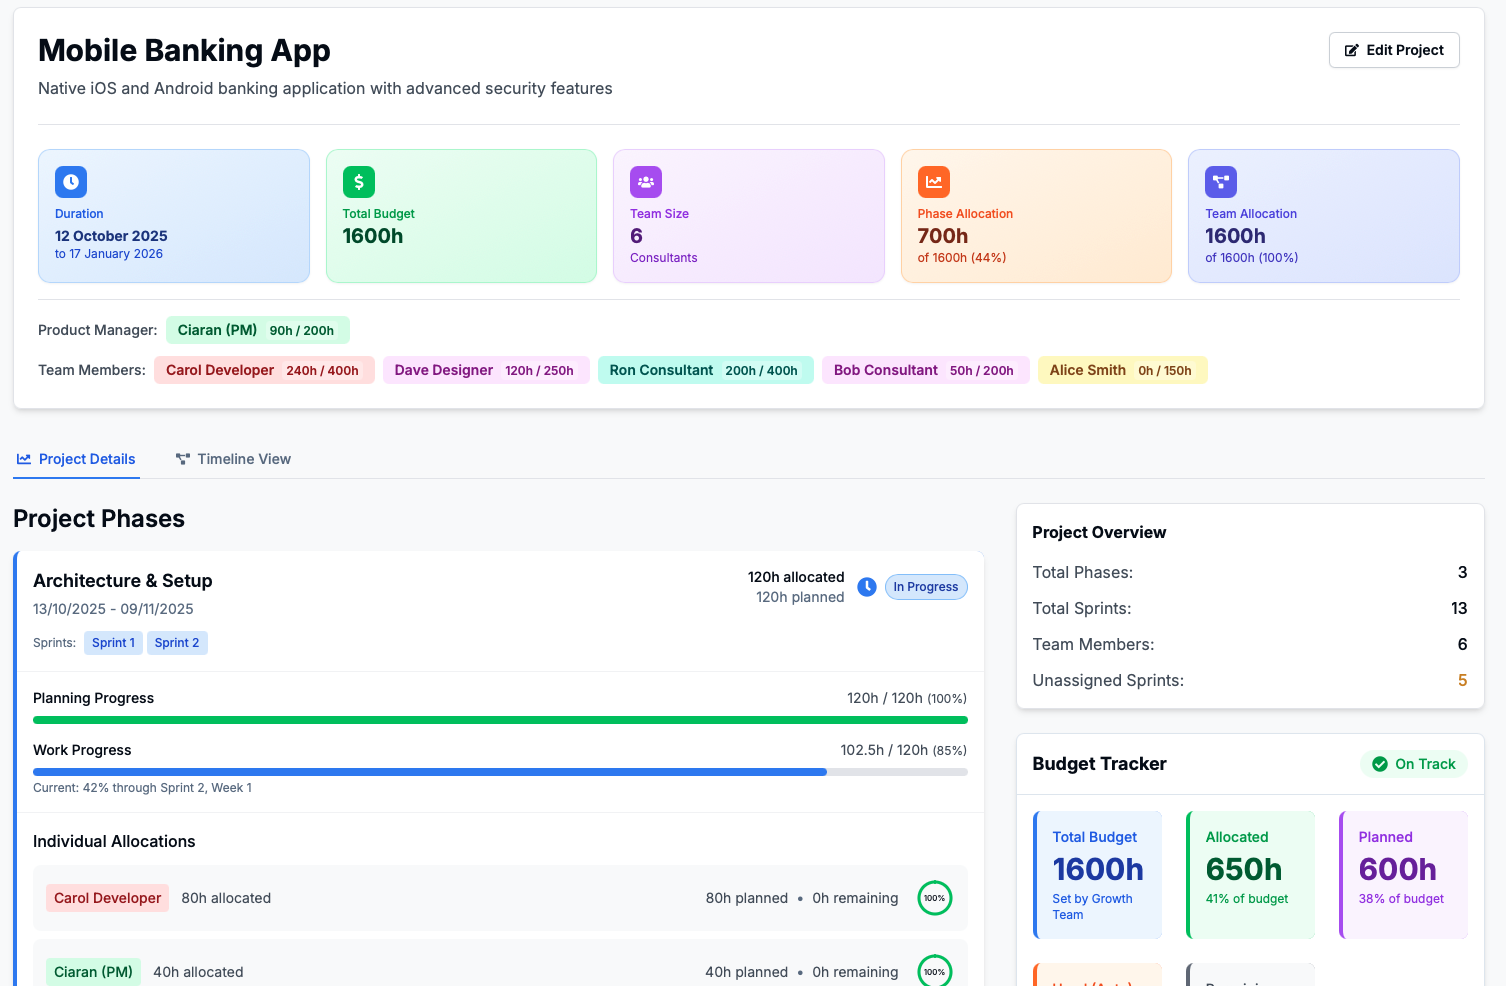 Mobile Banking App
Edit Project
Native iOS and Android banking application with advanced security features
Duration
12 October 2025
to 17 January 2026
Total Budget
1600h
Team Size
6
Consultants
Phase Allocation
700h
of 1600h (44%)
Team Allocation
1600h
of 1600h (100%)
Product Manager: Ciaran (PM) 90h / 200h
Team Members: Carol Developer 240h / 400h Dave Designer 120h / 250h Ron Consultant 200h / 400h Bob Consultant 50h / 200h Alice Smith 0h / 150h
Project Details Timeline View
Project Phases
Architecture & Setup
13/10/2025 - 09/11/2025
120h allocated
120h planned
In Progress
Sprints: Sprint 1 Sprint 2
Planning Progress 120h / 120h (100%)
Work Progress 102.5h / 120h (85%)
Current: 42% through Sprint 2, Week 1
Individual Allocations
Carol Developer 80h allocated 80h planned • 0h remaining 100%
Ciaran (PM) 40h allocated 40h planned • 0h remaining 100%
Project Overview
Total Phases: 3
Total Sprints: 13
Team Members: 6
Unassigned Sprints: 5
Budget Tracker On Track
Total Budget
1600h
Set by Growth
Team
Allocated
650h
41% of budget
Planned
600h
38% of budget